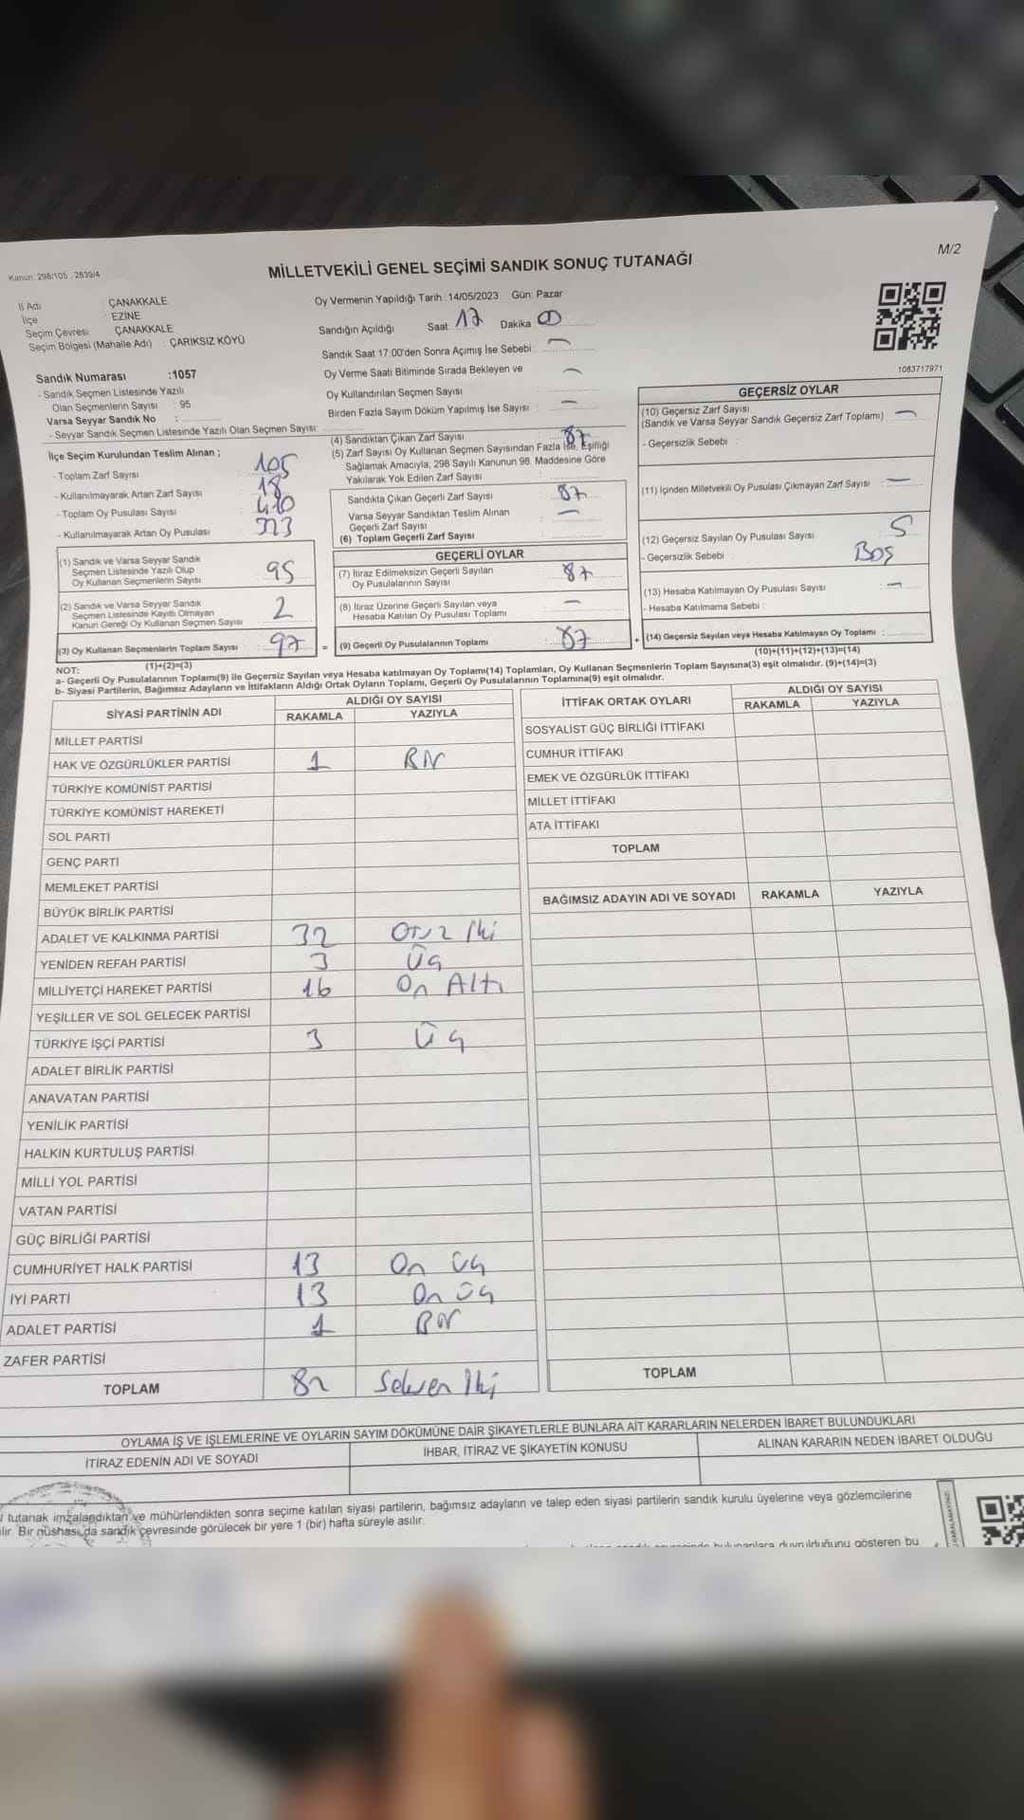 M/2
Kanun: 298/105 , 2839/4
MİLLETVEKİLİ GENEL SEÇİMİ SANDIK SONUÇ TUTANAĞI
İl Adı : ÇANAKKALE
İlçe : EZİNE
Seçim Çevresi : ÇANAKKALE
Seçim Bölgesi (Mahalle Adı) : ÇARIKSIZ KÖYÜ
Oy Vermenin Yapıldığı Tarih : 14/05/2023 Gün: Pazar
Sandığın Açıldığı Saat 17 Dakika 0
Sandık Saat 17:00'den Sonra Açımış İse Sebebi : —
Oy Verme Saati Bitiminde Sırada Bekleyen ve
Oy Kullandırılan Seçmen Sayısı : —
Birden Fazla Sayım Döküm Yapılmış İse Sayısı : —
1083717971
Sandık Numarası :1057
- Sandık Seçmen Listesinde Yazılı
Olan Seçmenlerin Sayısı : 95
Varsa Seyyar Sandık No :
- Seyyar Sandık Seçmen Listesinde Yazılı Olan Seçmen Sayısı:
İlçe Seçim Kurulundan Teslim Alınan ;
- Toplam Zarf Sayısı : 105
- Kullanılmayarak Artan Zarf Sayısı : 18
- Toplam Oy Pusulası Sayısı : 410
- Kullanılmayarak Artan Oy Pusulası : 323
(1) Sandık ve Varsa Seyyar Sandık
Seçmen Listesinde Yazılı Olup
Oy Kullanan Seçmenlerin Sayısı : 95
(2) Sandık ve Varsa Seyyar Sandık
Seçmen Listesinde Kayıtlı Olmayan
Kanun Gereği Oy Kullanan Seçmen Sayısı : 2
(3) Oy Kullanan Seçmenlerin Toplam Sayısı : 97
(1)+(2)=(3)
(4) Sandıktan Çıkan Zarf Sayısı : 87
(5) Zarf Sayısı Oy Kullanan Seçmen Sayısından Fazla İse, Eşitliği
Sağlamak Amacıyla, 298 Sayılı Kanunun 98. Maddesine Göre
Yakılarak Yok Edilen Zarf Sayısı :
Sandıkta Çıkan Geçerli Zarf Sayısı : 87
Varsa Seyyar Sandıktan Teslim Alınan
Geçerli Zarf Sayısı : —
(6) Toplam Geçerli Zarf Sayısı :
GEÇERLİ OYLAR
(7) İtiraz Edilmeksizin Geçerli Sayılan
Oy Pusulalarının Sayısı : 87
(8) İtiraz Üzerine Geçerli Sayılan veya
Hesaba Katılan Oy Pusulası Toplamı : —
= (9) Geçerli Oy Pusulalarının Toplamı : 87
GEÇERSİZ OYLAR
(10) Geçersiz Zarf Sayısı
(Sandık ve Varsa Seyyar Sandık Geçersiz Zarf Toplamı) : —
- Geçersizlik Sebebi :
(11) İçinden Milletvekili Oy Pusulası Çıkmayan Zarf Sayısı : —
(12) Geçersiz Sayılan Oy Pusulası Sayısı : 5
- Geçersizlik Sebebi : Boş
(13) Hesaba Katılmayan Oy Pusulası Sayısı : —
- Hesaba Katılmama Sebebi :
+ (14) Geçersiz Sayılan veya Hesaba Katılmayan Oy Toplamı :
(10)+(11)+(12)+(13)=(14)
NOT:
a- Geçerli Oy Pusulalarının Toplamı(9) ile Geçersiz Sayılan veya Hesaba katılmayan Oy Toplamı(14) Toplamları, Oy Kullanan Seçmenlerin Toplam Sayısına(3) eşit olmalıdır. (9)+(14)=(3)
b- Siyasi Partilerin, Bağımsız Adayların ve İttifakların Aldığı Ortak Oyların Toplamı, Geçerli Oy Pusulalarının Toplamına(9) eşit olmalıdır.
SİYASİ PARTİNİN ADI ALDIĞI OY SAYISI
RAKAMLA YAZIYLA
MİLLET PARTİSİ
HAK VE ÖZGÜRLÜKLER PARTİSİ 1 BİR
TÜRKİYE KOMÜNİST PARTİSİ
TÜRKİYE KOMÜNİST HAREKETİ
SOL PARTİ
GENÇ PARTİ
MEMLEKET PARTİSİ
BÜYÜK BİRLİK PARTİSİ
ADALET VE KALKINMA PARTİSİ 32 Otuz İki
YENİDEN REFAH PARTİSİ 3 Üç
MİLLİYETÇİ HAREKET PARTİSİ 16 On Altı
YEŞİLLER VE SOL GELECEK PARTİSİ
TÜRKİYE İŞÇİ PARTİSİ 3 Üç
ADALET BİRLİK PARTİSİ
ANAVATAN PARTİSİ
YENİLİK PARTİSİ
HALKIN KURTULUŞ PARTİSİ
MİLLİ YOL PARTİSİ
VATAN PARTİSİ
GÜÇ BİRLİĞİ PARTİSİ
CUMHURİYET HALK PARTİSİ 13 On üç
İYİ PARTİ 13 On üç
ADALET PARTİSİ 1 BİR
ZAFER PARTİSİ
TOPLAM 82 Seksen İki
İTTİFAK ORTAK OYLARI ALDIĞI OY SAYISI
RAKAMLA YAZIYLA
SOSYALİST GÜÇ BİRLİĞİ İTTİFAKI
CUMHUR İTTİFAKI
EMEK VE ÖZGÜRLÜK İTTİFAKI
MİLLET İTTİFAKI
ATA İTTİFAKI
TOPLAM
BAĞIMSIZ ADAYIN ADI VE SOYADI RAKAMLA YAZIYLA
TOPLAM
OYLAMA İŞ VE İŞLEMLERİNE VE OYLARIN SAYIM DÖKÜMÜNE DAİR ŞİKAYETLERLE BUNLARA AİT KARARLARIN NELERDEN İBARET BULUNDUKLARI
İTİRAZ EDENİN ADI VE SOYADI İHBAR, İTİRAZ VE ŞİKAYETİN KONUSU ALINAN KARARIN NEDEN İBARET OLDUĞU
tutanak imzalandıktan ve mühürlendikten sonra seçime katılan siyasi partilerin, bağımsız adayların ve talep eden siyasi partilerin sandık kurulu üyelerine veya gözlemcilerine
ilir. Bir nüshası da sandık çevresinde görülecek bir yere 1 (bir) hafta süreyle asılır.
bulunanlara duyrulduğunu gösteren bu